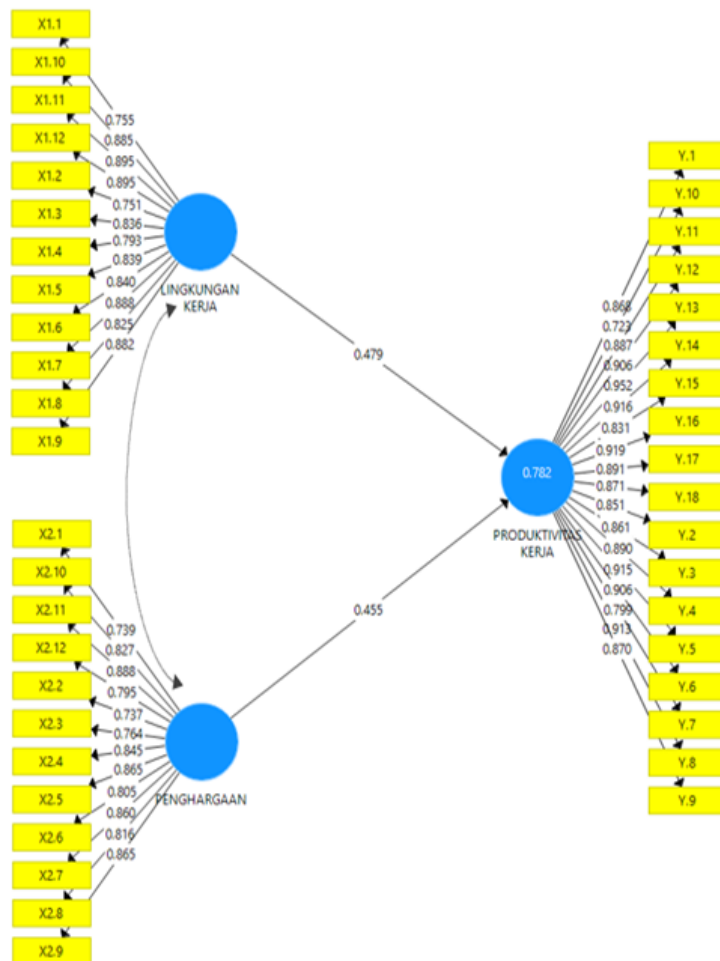 X1.1
X1.10
X1.11
X1.12
X1.2
X1.3
X1.4
X1.5
X1.6
X1.7
X1.8
X1.9
0.755
0.885
0.895
0.895
0.751
0.836
0.793
0.839
0.840
0.888
0.825
0.882
LINGKUNGAN
KERJA
X2.1
X2.10
X2.11
X2.12
X2.2
X2.3
X2.4
X2.5
X2.6
X2.7
X2.8
X2.9
0.739
0.827
0.888
0.795
0.737
0.764
0.845
0.865
0.805
0.860
0.816
0.865
PENGHARGAAN
0.479
0.455
0.782
PRODUKTIVITAS
KERJA
0.868
0.723
0.887
0.906
0.952
0.916
0.831
0.919
0.891
0.871
0.851
0.861
0.890
0.915
0.906
0.799
0.913
0.870
Y.1
Y.10
Y.11
Y.12
Y.13
Y.14
Y.15
Y.16
Y.17
Y.18
Y.2
Y.3
Y.4
Y.5
Y.6
Y.7
Y.8
Y.9